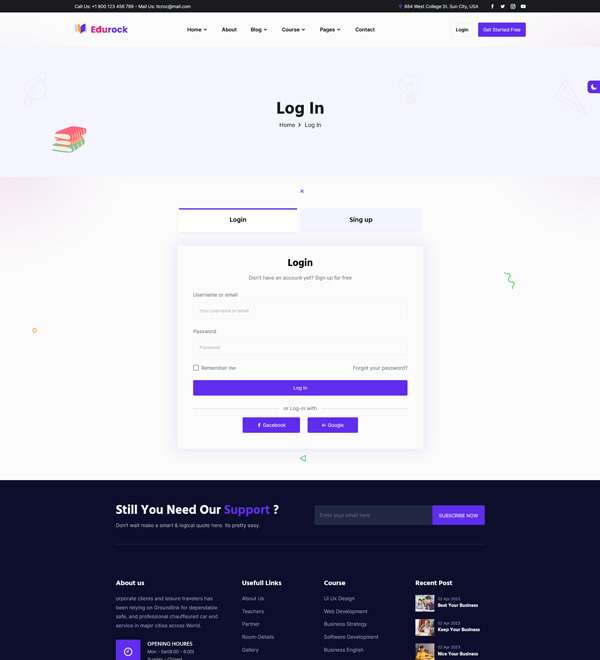 Call Us: +1 800 123 456 789 - Mail Us: Itcroc@mail.com
684 West College St. Sun City, USA
Edurock
Home About Blog Course Pages Contact
Login
Get Started Free
Log In
Home Log In
Login
Sing up
Login
Don't have an account yet? Sign up for free
Username or email
Your username or email
Password
Password
Remember me
Forgot your password?
Log In
or Log-in with
Gacebook
Google
Still You Need Our Support ?
Don't wait make a smart & logical quote here. Its pretty easy.
Enter your email here
SUBSCRIBE NOW
About us
orporate clients and leisure travelers has
been relying on Groundlink for dependable
safe, and professional chauffeured car end
service in major cities across World.
OPENING HOURES
Mon - Sat(8.00 - 6.00)
Sunday - Closed
Usefull Links
About Us
Teachers
Partner
Room-Details
Gallery
Course
Ui Ux Design
Web Development
Business Strategy
Software Development
Business English
Recent Post
02 Apr 2023
Best Your Business
02 Apr 2023
Keep Your Business
02 Apr 2023
Nice Your Business